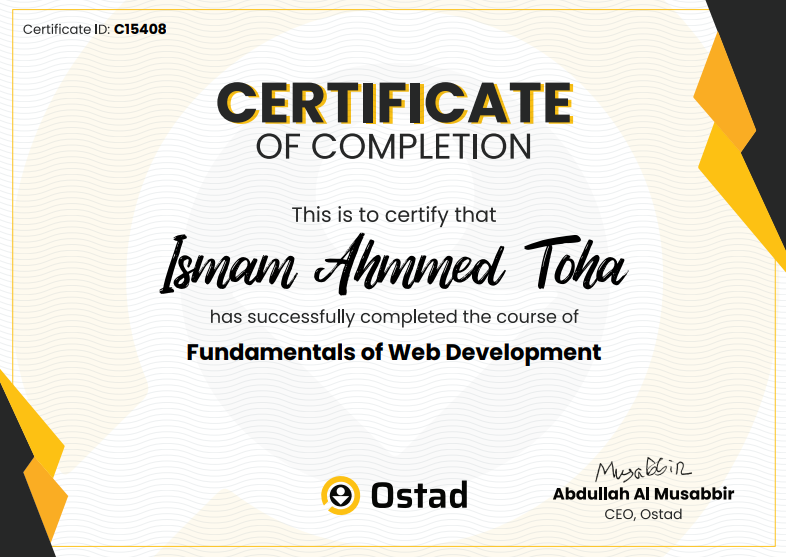 Certificate ID: C15408
CERTIFICATE
OF COMPLETION
This is to certify that
Ismam Ahmmed Toha
has successfully completed the course of
Fundamentals of Web Development
Ostad
Musabbir
Abdullah Al Musabbir
CEO, Ostad